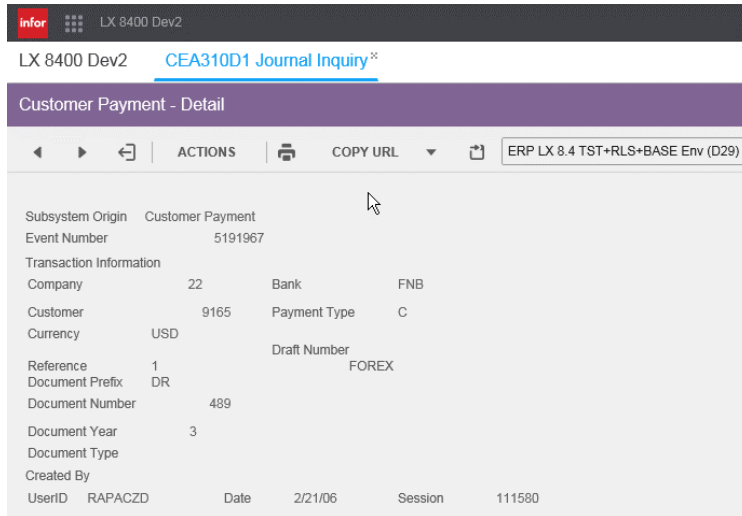 infor LX 8400 Dev2
LX 8400 Dev2 CEA310D1 Journal Inquiry
Customer Payment - Detail
ACTIONS COPY URL ERP LX 8.4 TST+RLS+BASE Env (D29)
Subsystem Origin Customer Payment
Event Number 5191967
Transaction Information
Company 22 Bank FNB
Customer 9165 Payment Type C
Currency USD
Draft Number
Reference 1 FOREX
Document Prefix DR
Document Number 489
Document Year 3
Document Type
Created By
UserID RAPACZD Date 2/21/06 Session 111580